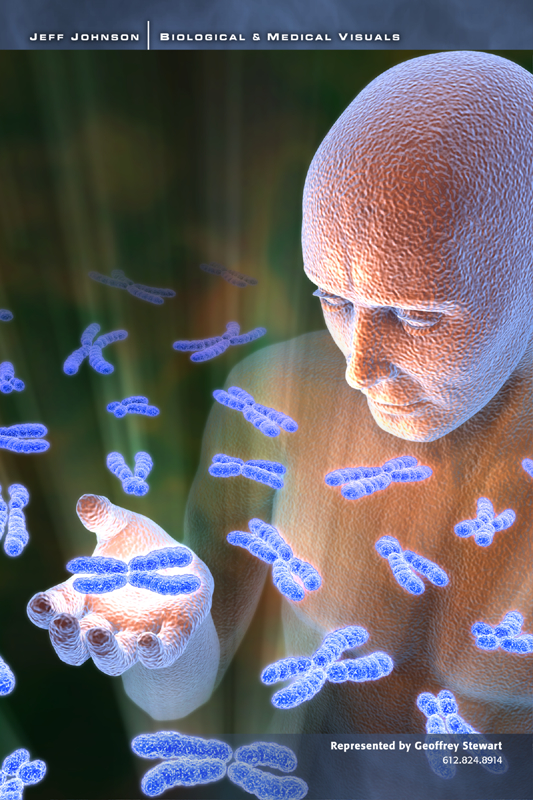 Jeff Johnson | Biological & Medical Visuals
Represented by Geoffrey Stewart
612.824.8914